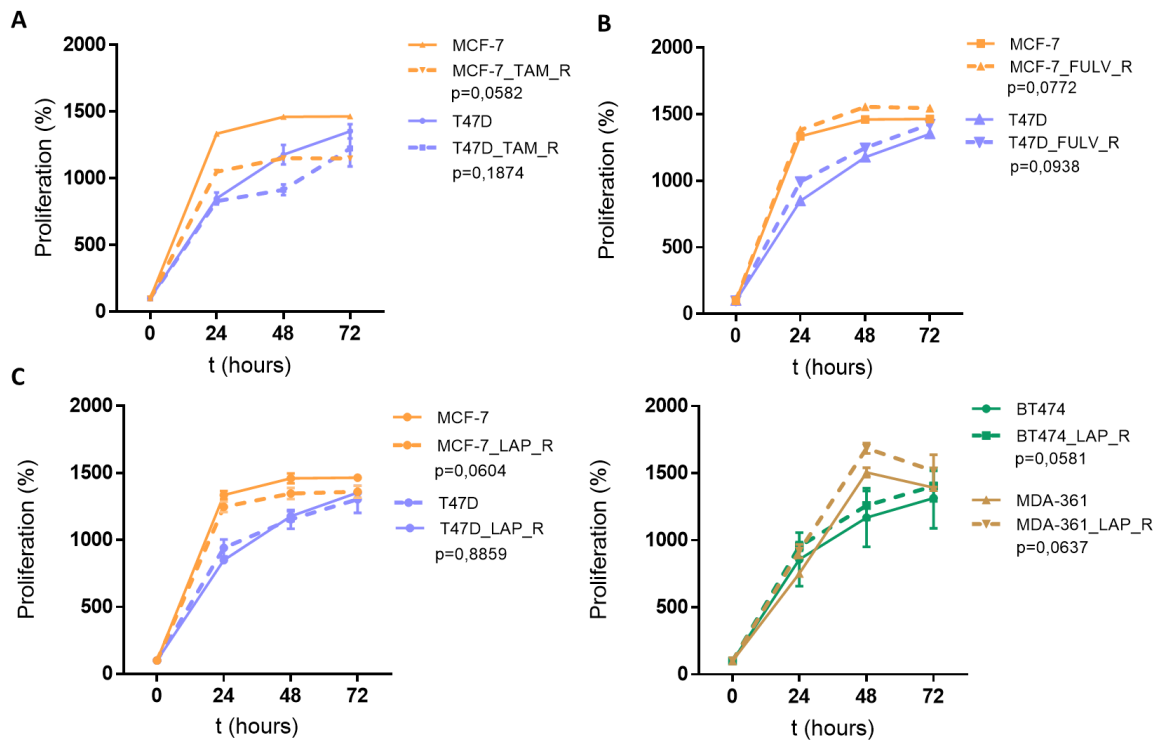 A
Proliferation (%)
2000
1500
1000
500
0
0 24 48 72
t (hours)
MCF-7
MCF-7_TAM_R
p=0,0582
T47D
T47D_TAM_R
p=0,1874
B
Proliferation (%)
2000
1500
1000
500
0
0 24 48 72
t (hours)
MCF-7
MCF-7_FULV_R
p=0,0772
T47D
T47D_FULV_R
p=0,0938
C
Proliferation (%)
2000
1500
1000
500
0
0 24 48 72
t (hours)
MCF-7
MCF-7_LAP_R
p=0,0604
T47D
T47D_LAP_R
p=0,8859
Proliferation (%)
2000
1500
1000
500
0
0 24 48 72
t (hours)
BT474
BT474_LAP_R
p=0,0581
MDA-361
MDA-361_LAP_R
p=0,0637